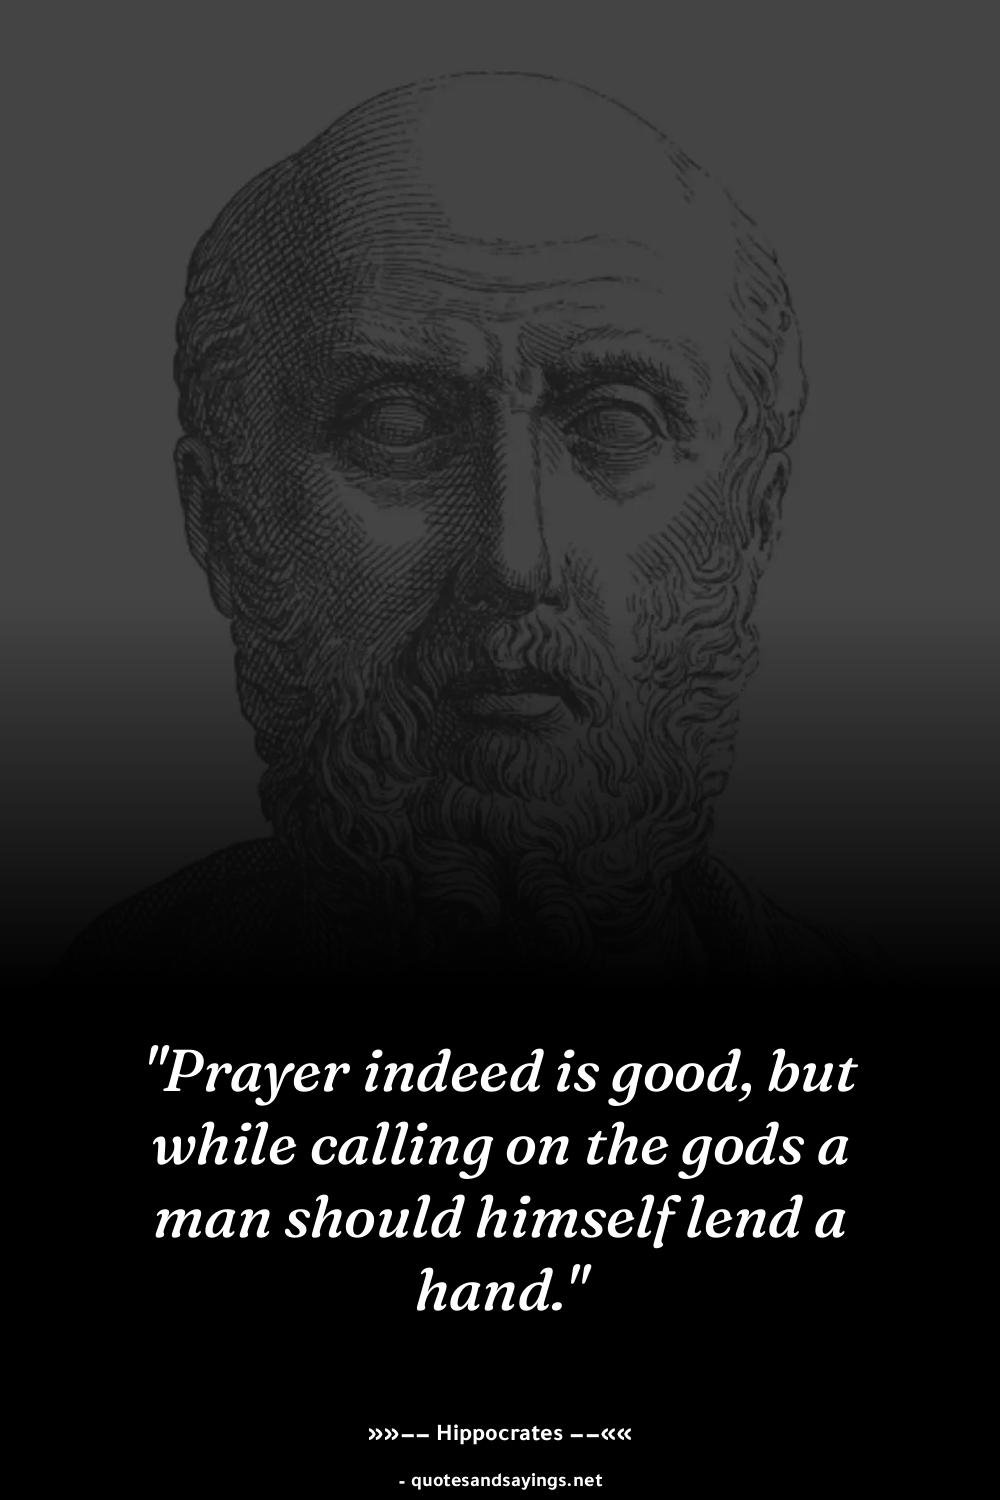 "Prayer indeed is good, but
while calling on the gods a
man should himself lend a
hand."
»»−− Hippocrates −−««
- quotesandsayings.net